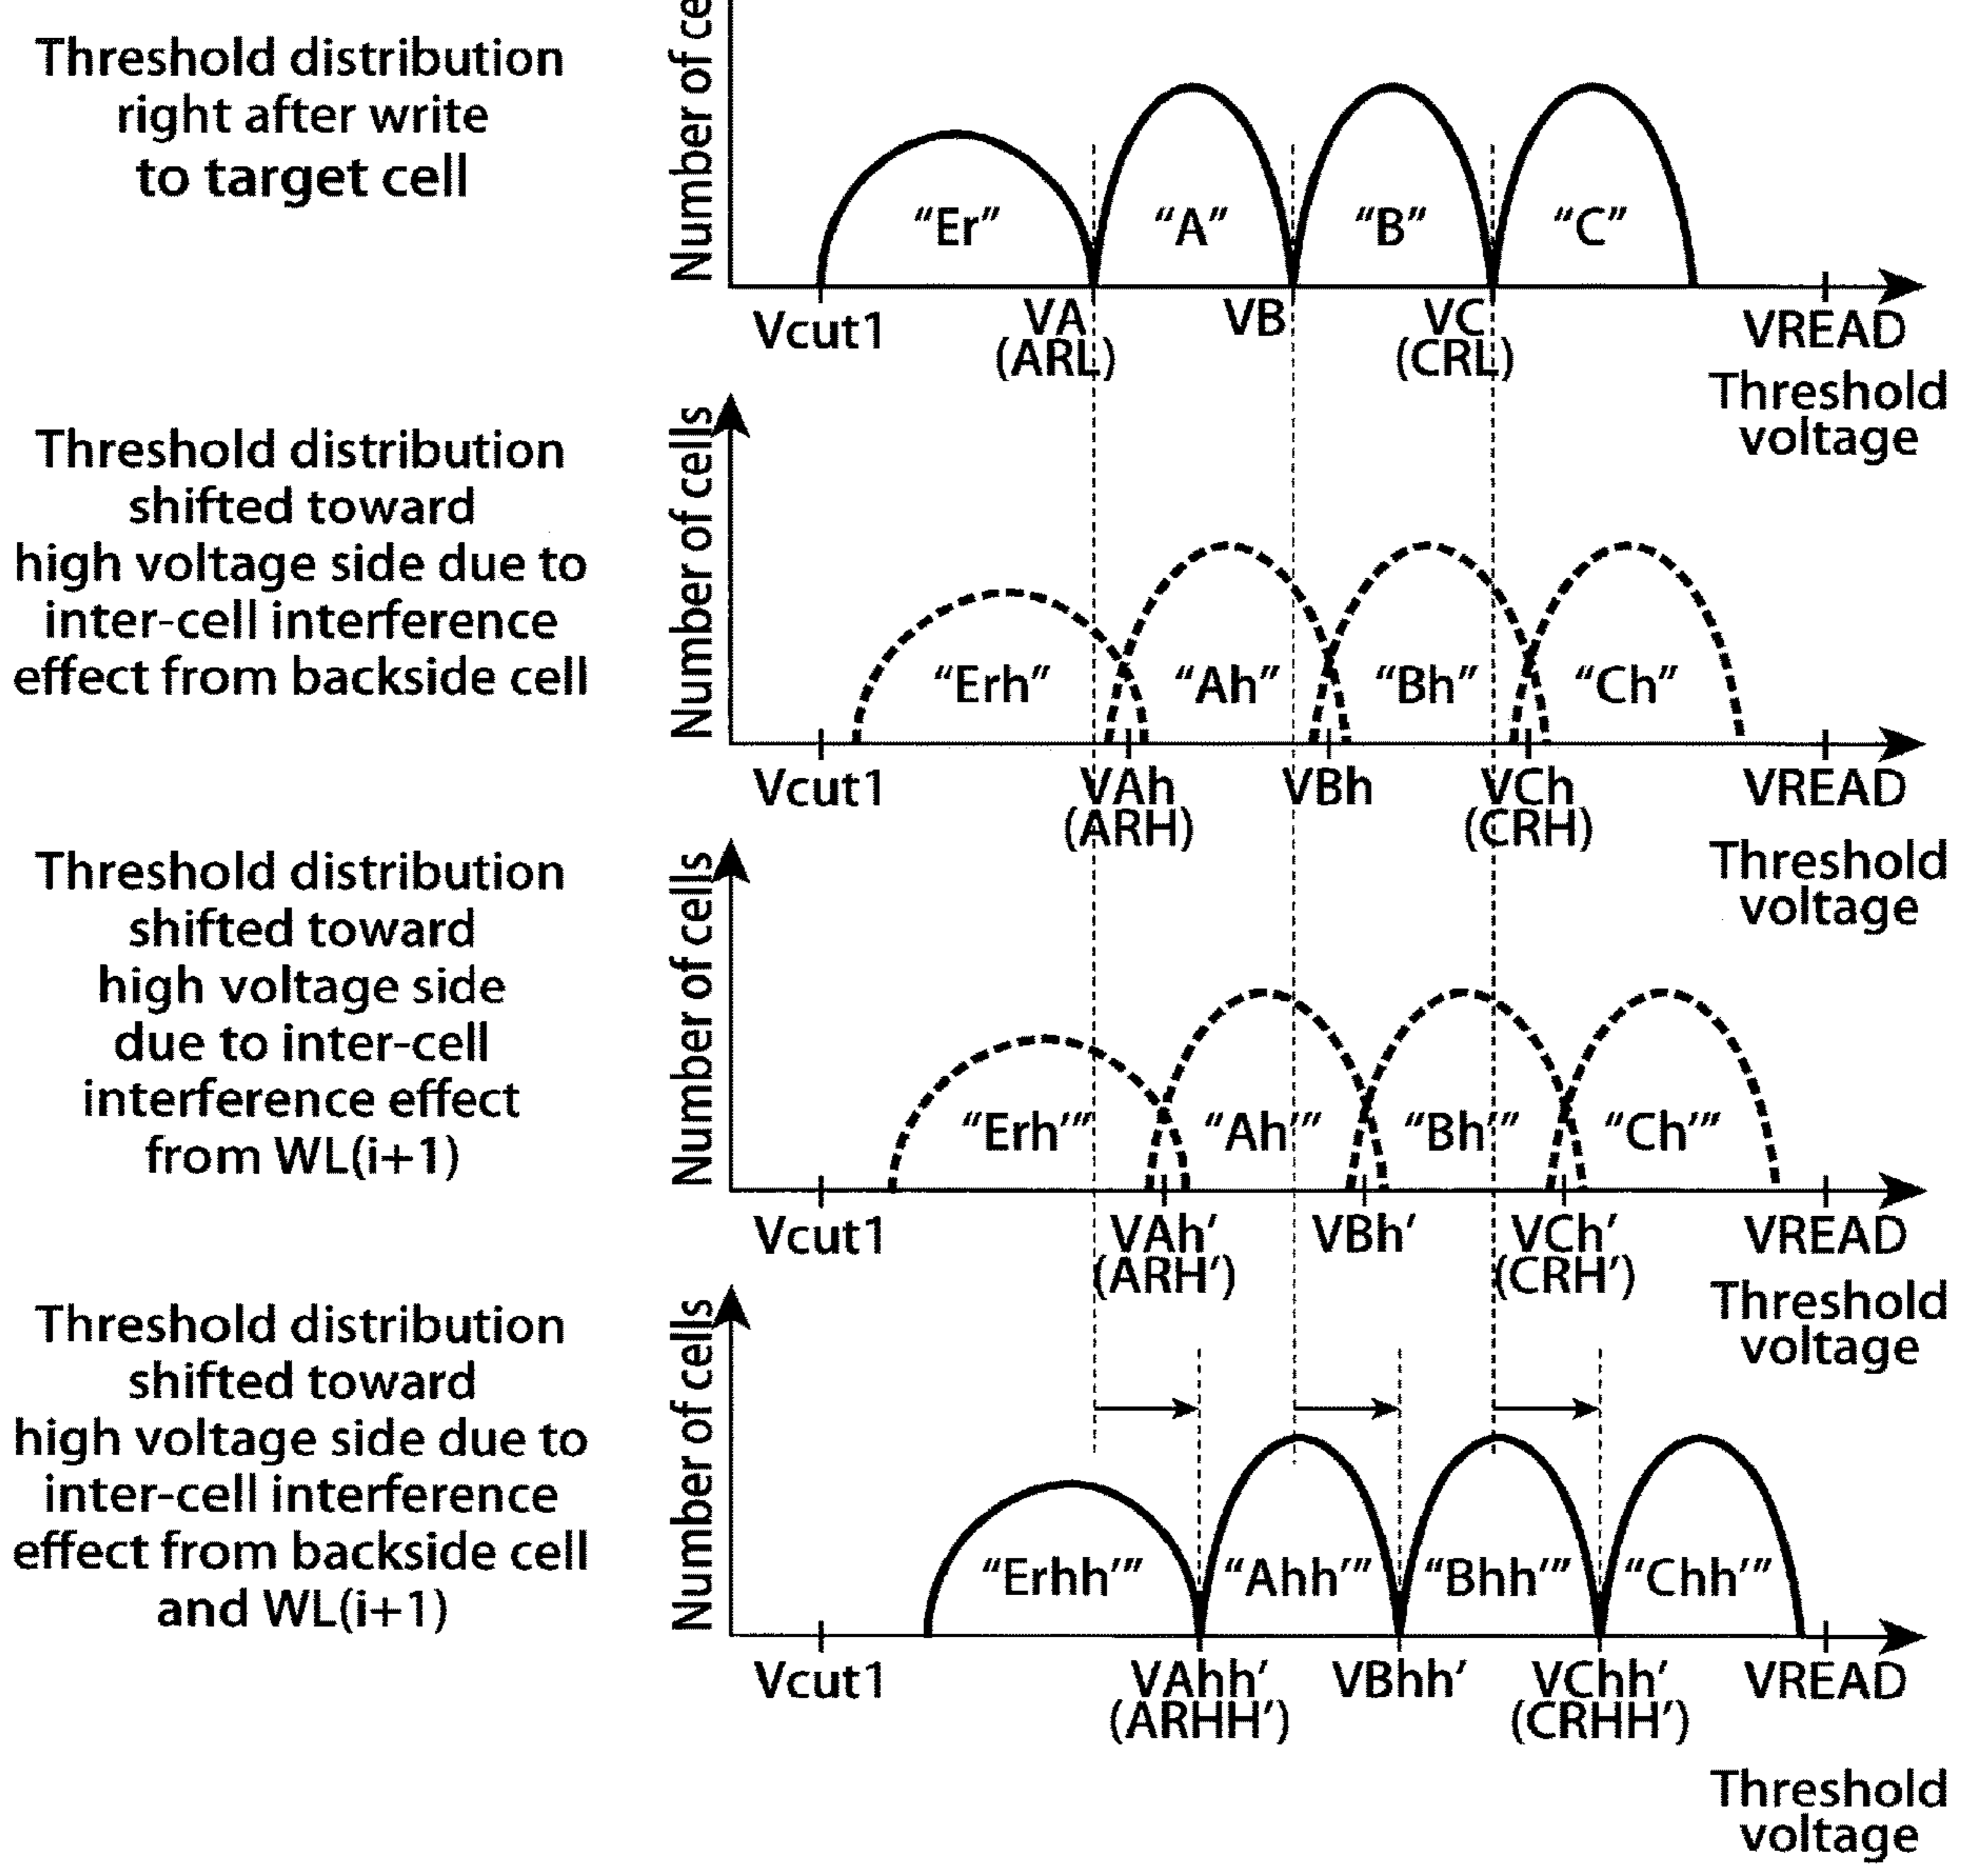 Threshold distribution
right after write
to target cell
Number of ce
“Er”
“A”
“B”
“C”
Vcut1
VA
(ARL)
VB
VC
(CRL)
VREAD
Threshold
voltage
Threshold distribution
shifted toward
high voltage side due to
inter-cell interference
effect from backside cell
Number of cells
“Erh”
“Ah”
“Bh”
“Ch”
Vcut1
VAh
(ARH)
VBh
VCh
(CRH)
VREAD
Threshold
voltage
Threshold distribution
shifted toward
high voltage side
due to inter-cell
interference effect
from WL(i+1)
Number of cells
“Erh’”
“Ah’”
“Bh’”
“Ch’”
Vcut1
VAh’
(ARH’)
VBh’
VCh’
(CRH’)
VREAD
Threshold
voltage
Threshold distribution
shifted toward
high voltage side due to
inter-cell interference
effect from backside cell
and WL(i+1)
Number of cells
“Erhh’”
“Ahh’”
“Bhh’”
“Chh’”
Vcut1
VAhh’
(ARHH’)
VBhh’
VChh’
(CRHH’)
VREAD
Threshold
voltage